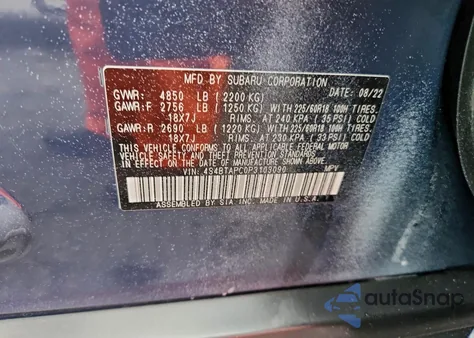 MFD BY SUBARU CORPORATION
DATE: 08/22
GVWR: 4850 LB (2200 KG)
GAWR:F 2756 LB (1250 KG) WITH 225/60R18 100H TIRES.
18X7J RIMS. AT 240 KPA (35 PSI) COLD
GAWR:R 2690 LB (1220 KG) WITH 225/60R18 100H TIRES.
18X7J RIMS. AT 230 KPA (33 PSI) COLD
THIS VEHICLE CONFORMS TO ALL APPLICABLE FEDERAL MOTOR
VEHICLE SAFETY AND THEFT PREVENTION STANDARDS IN EFFECT
ON THE DATE OF MANUFACTURE SHOWN ABOVE.
VIN: 4S4BTAPC0P3103090 MPV
ASSEMBLED BY SIA INC. MADE IN U.S.A.
autoSnap